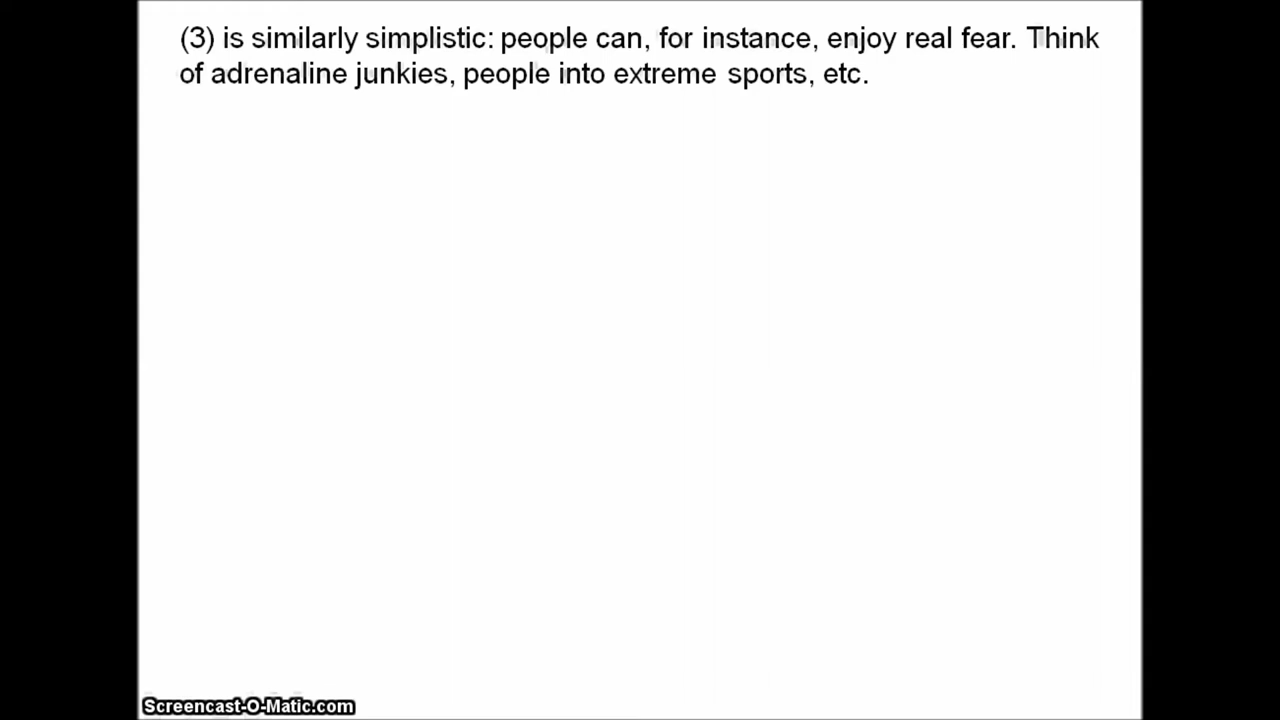 (3) is similarly simplistic: people can, for instance, enjoy real fear. Think
of adrenaline junkies, people into extreme sports, etc.
Screencast-O-Matic.com